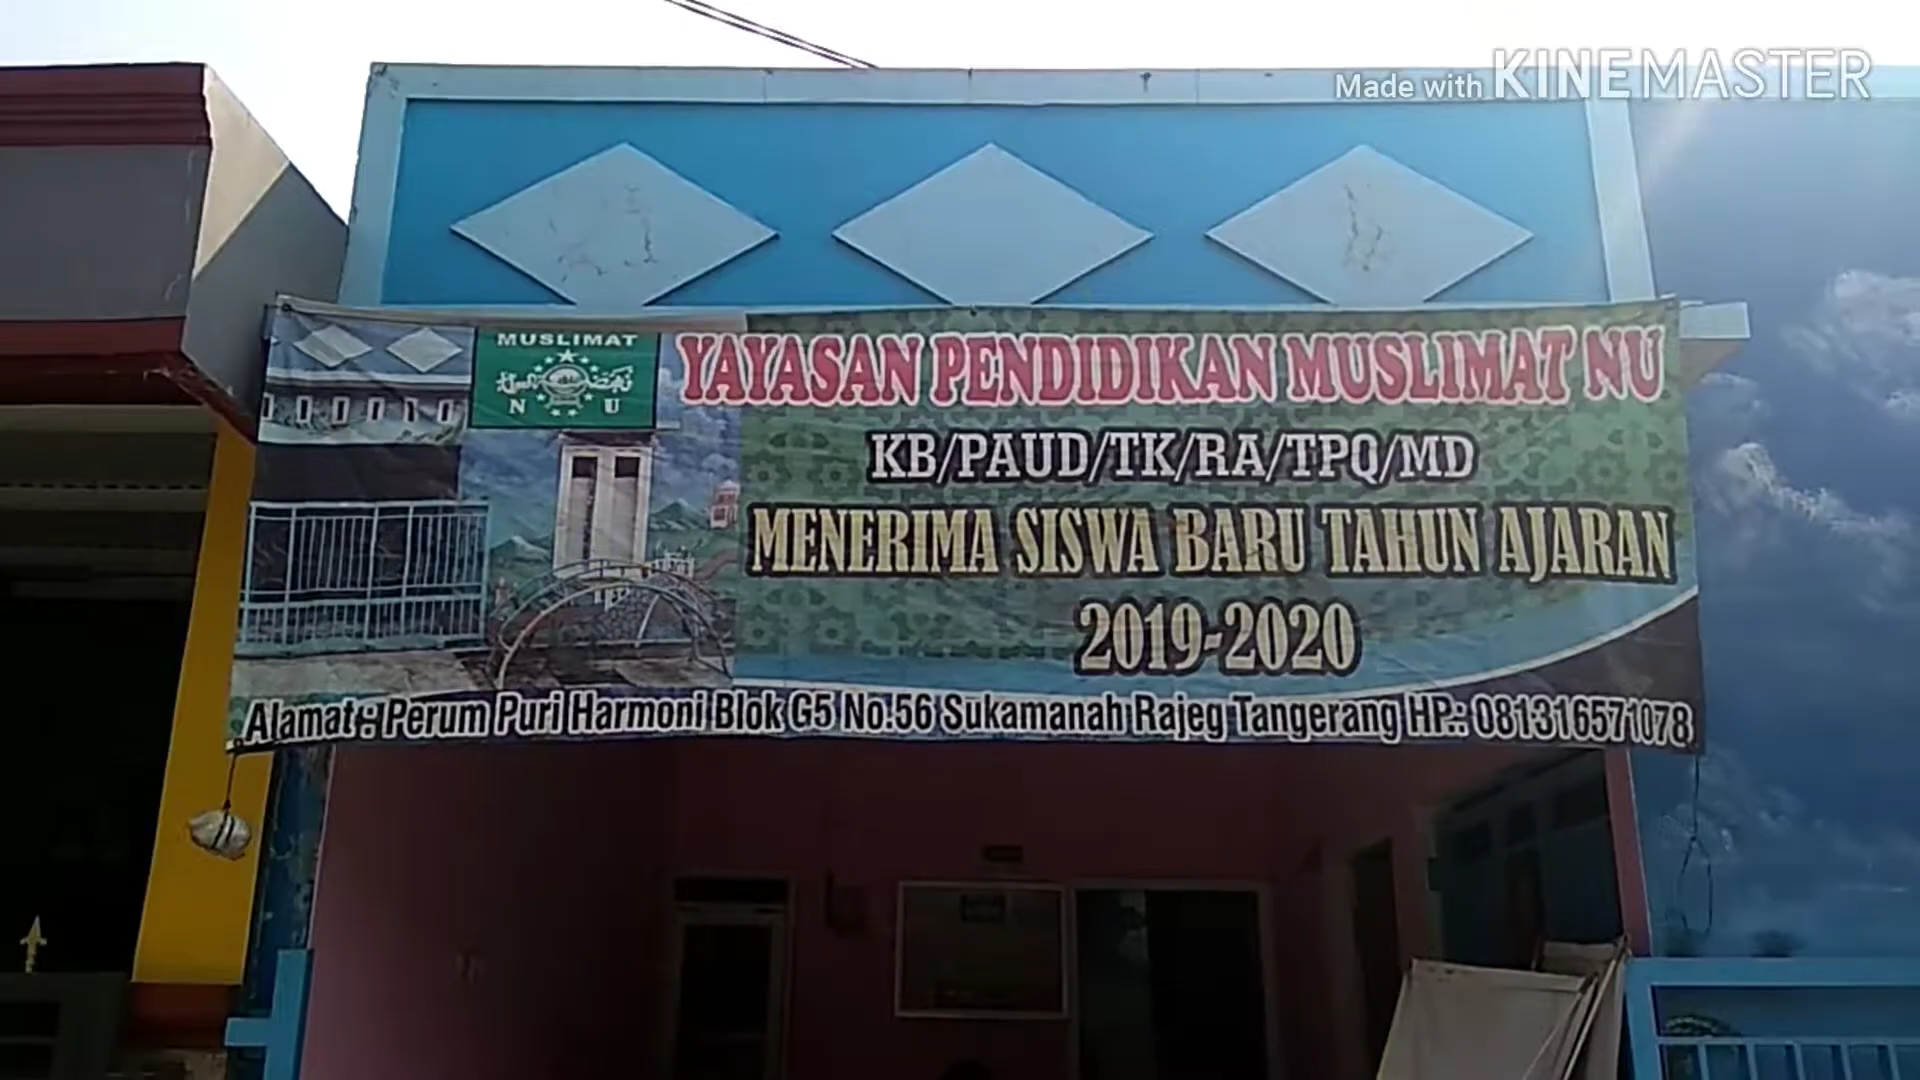 Made with KINEMASTER
MUSLIMAT
N U
YAYASAN PENDIDIKAN MUSLIMAT NU
KB/PAUD/TK/RA/TPQ/MD
MENERIMA SISWA BARU TAHUN AJARAN
2019-2020
Alamat : Perum Puri Harmoni Blok G5 No.56 Sukamanah Rajeg Tangerang HP.: 081316571078